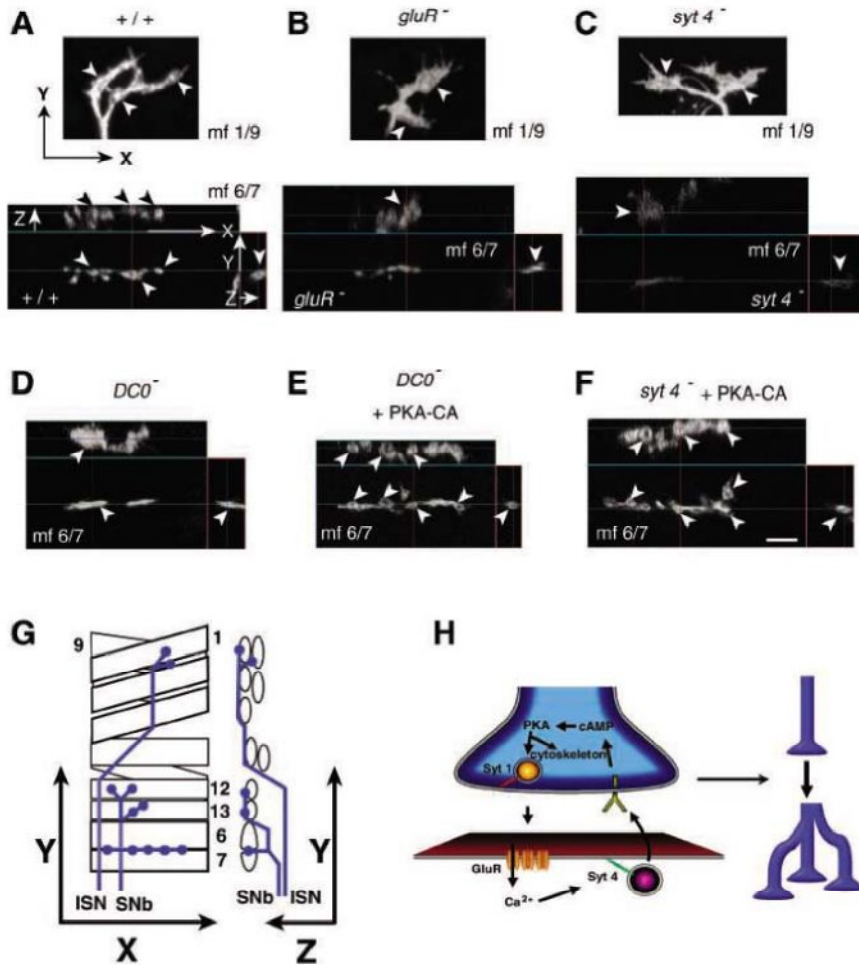 A
+ / +
Y
X
mf 1/9
mf 6/7
Z
X
Y
Z
+ / +
B
gluR -
mf 1/9
mf 6/7
gluR -
C
syt 4 -
mf 1/9
mf 6/7
syt 4 -
D
DC0 -
mf 6/7
E
DC0 -
+ PKA-CA
mf 6/7
F
syt 4 - + PKA-CA
mf 6/7
G
9
1
12
13
6
7
Y
Y
ISN
SNb
SNb
ISN
X
Z
H
PKA
cAMP
cytoskeleton
Syt 1
GluR
Syt 4
Ca2+